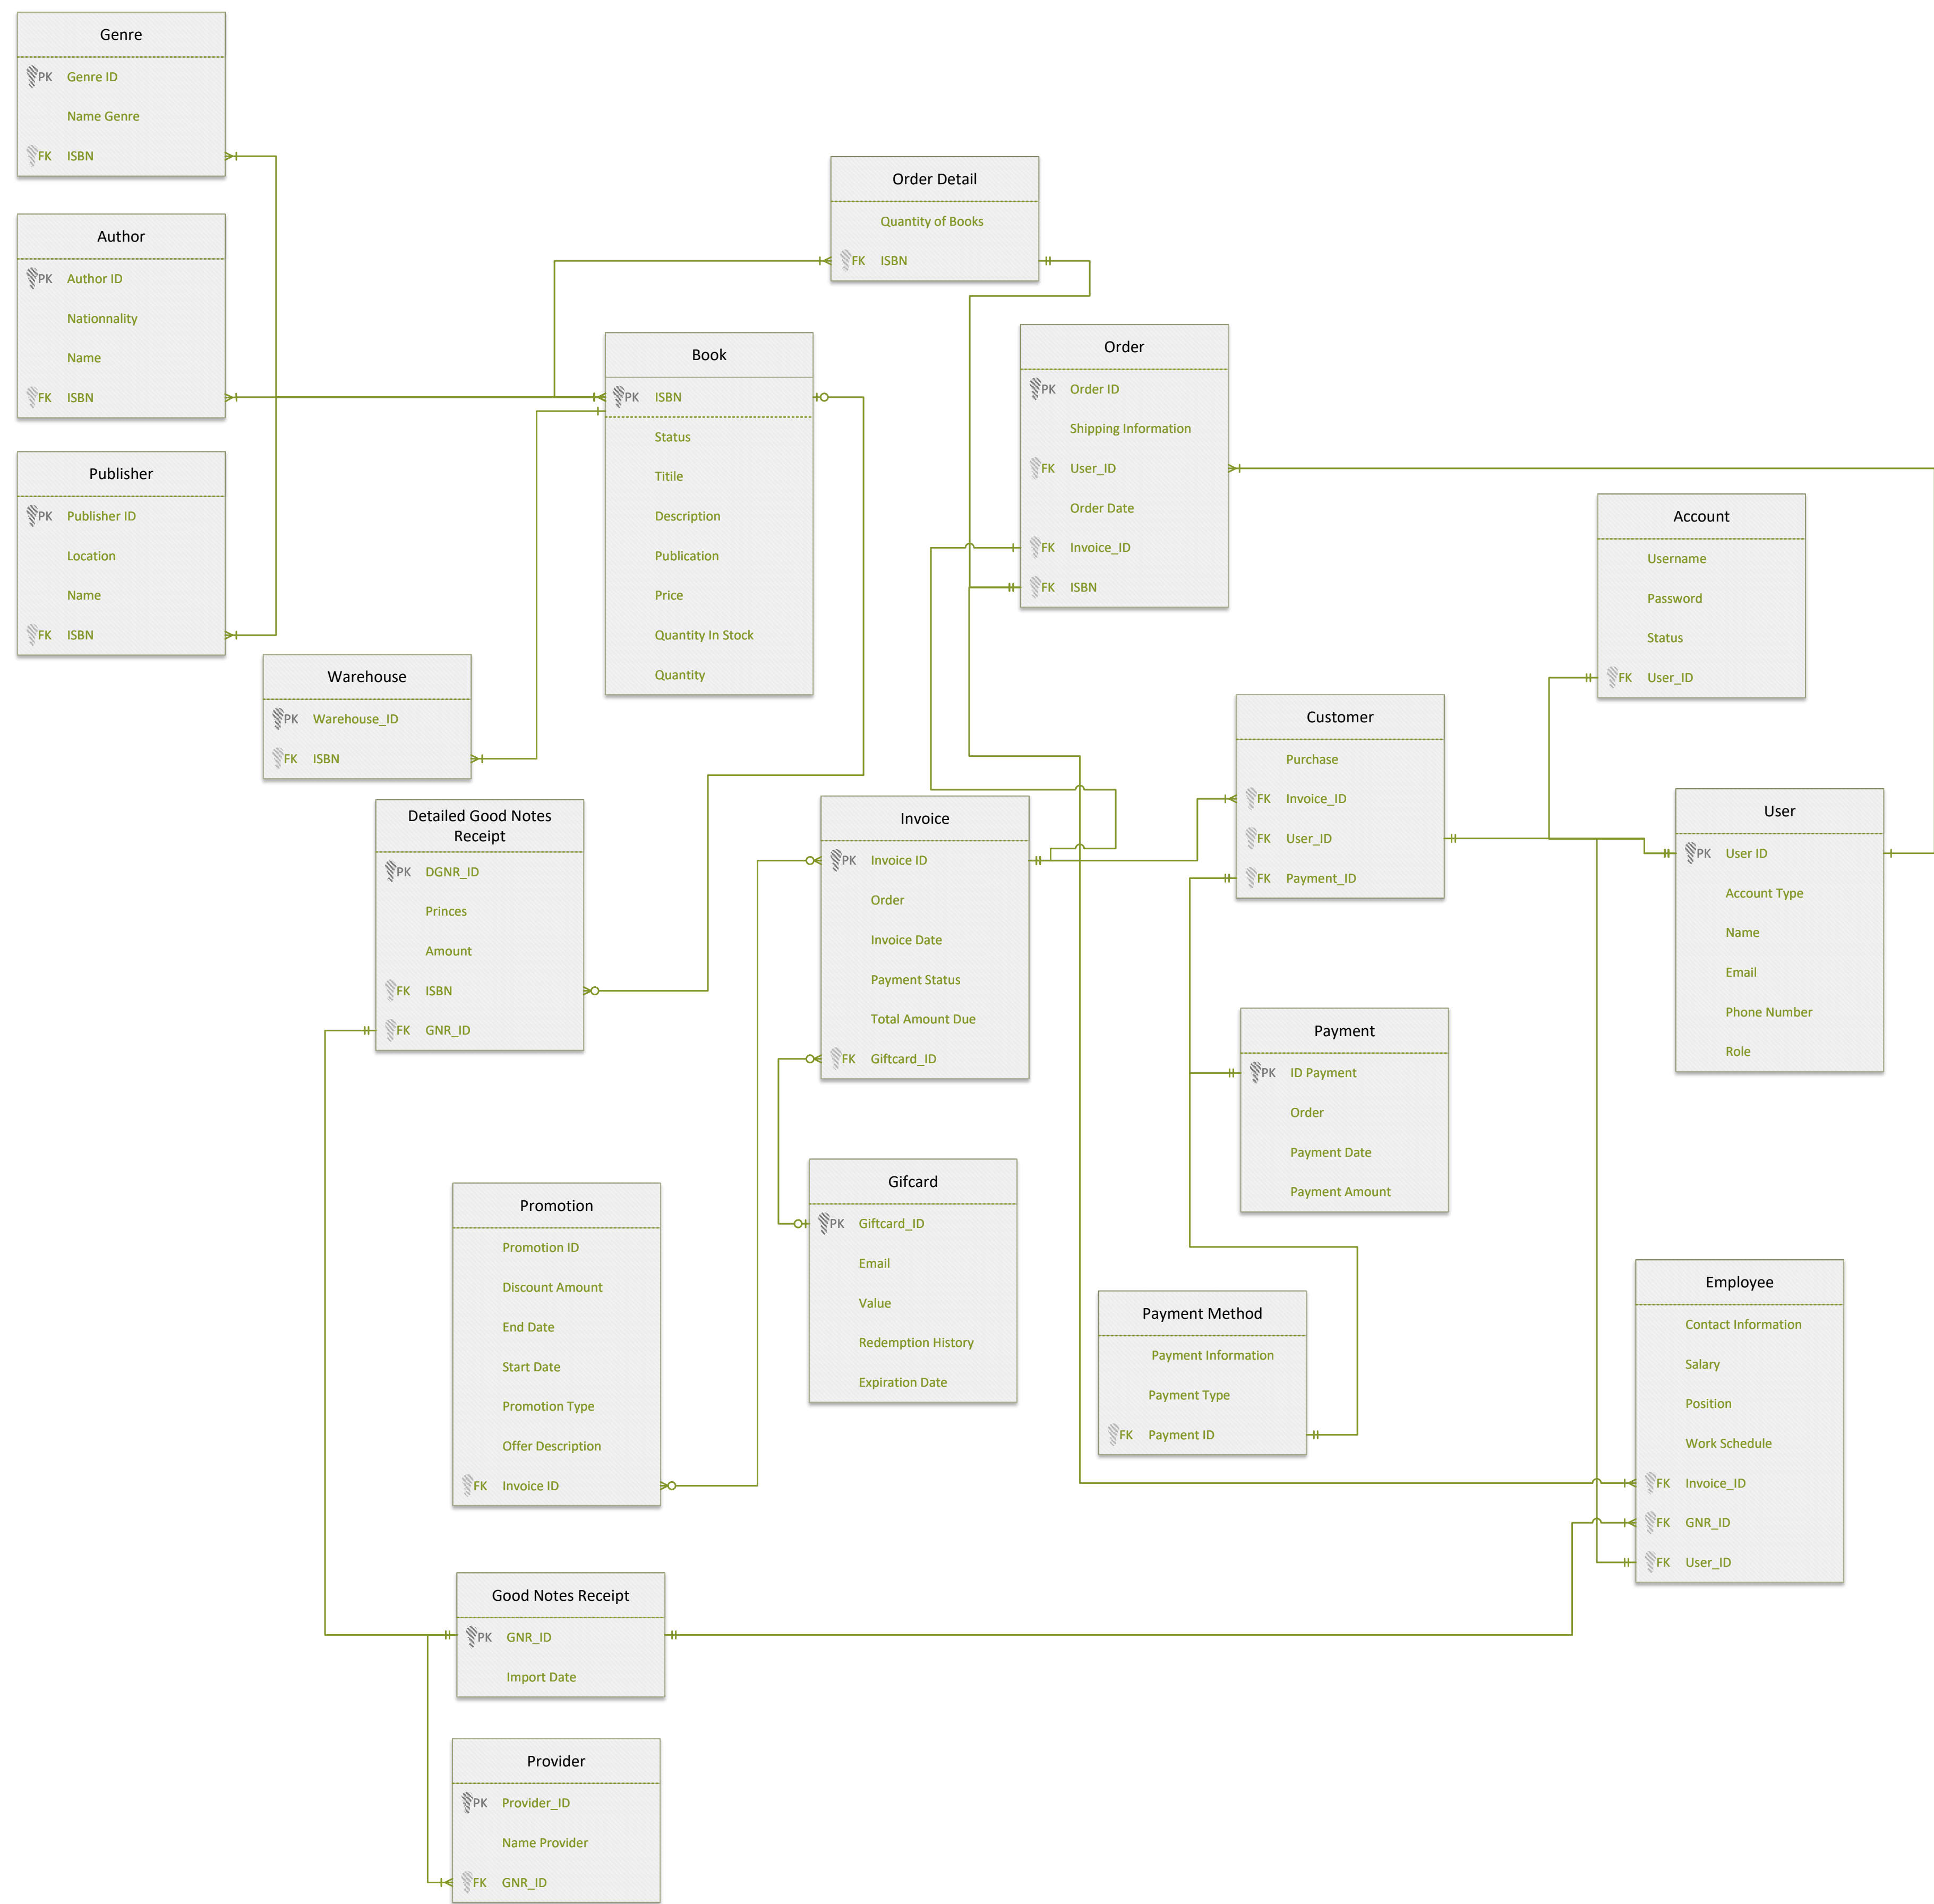 Genre
PK Genre ID
Name Genre
FK ISBN
Author
PK Author ID
Nationnality
Name
FK ISBN
Publisher
PK Publisher ID
Location
Name
FK ISBN
Warehouse
PK Warehouse_ID
FK ISBN
Order Detail
Quantity of Books
FK ISBN
Book
PK ISBN
Status
Titile
Description
Publication
Price
Quantity In Stock
Quantity
Order
PK Order ID
Shipping Information
FK User_ID
Order Date
FK Invoice_ID
FK ISBN
Account
Username
Password
Status
FK User_ID
Customer
Purchase
FK Invoice_ID
FK User_ID
FK Payment_ID
User
PK User ID
Account Type
Name
Email
Phone Number
Role
Detailed Good Notes
Receipt
PK DGNR_ID
Princes
Amount
FK ISBN
FK GNR_ID
Invoice
PK Invoice ID
Order
Invoice Date
Payment Status
Total Amount Due
FK Giftcard_ID
Payment
PK ID Payment
Order
Payment Date
Payment Amount
Promotion
Promotion ID
Discount Amount
End Date
Start Date
Promotion Type
Offer Description
FK Invoice ID
Gifcard
PK Giftcard_ID
Email
Value
Redemption History
Expiration Date
Payment Method
Payment Information
Payment Type
FK Payment ID
Employee
Contact Information
Salary
Position
Work Schedule
FK Invoice_ID
FK GNR_ID
FK User_ID
Good Notes Receipt
PK GNR_ID
Import Date
Provider
PK Provider_ID
Name Provider
FK GNR_ID